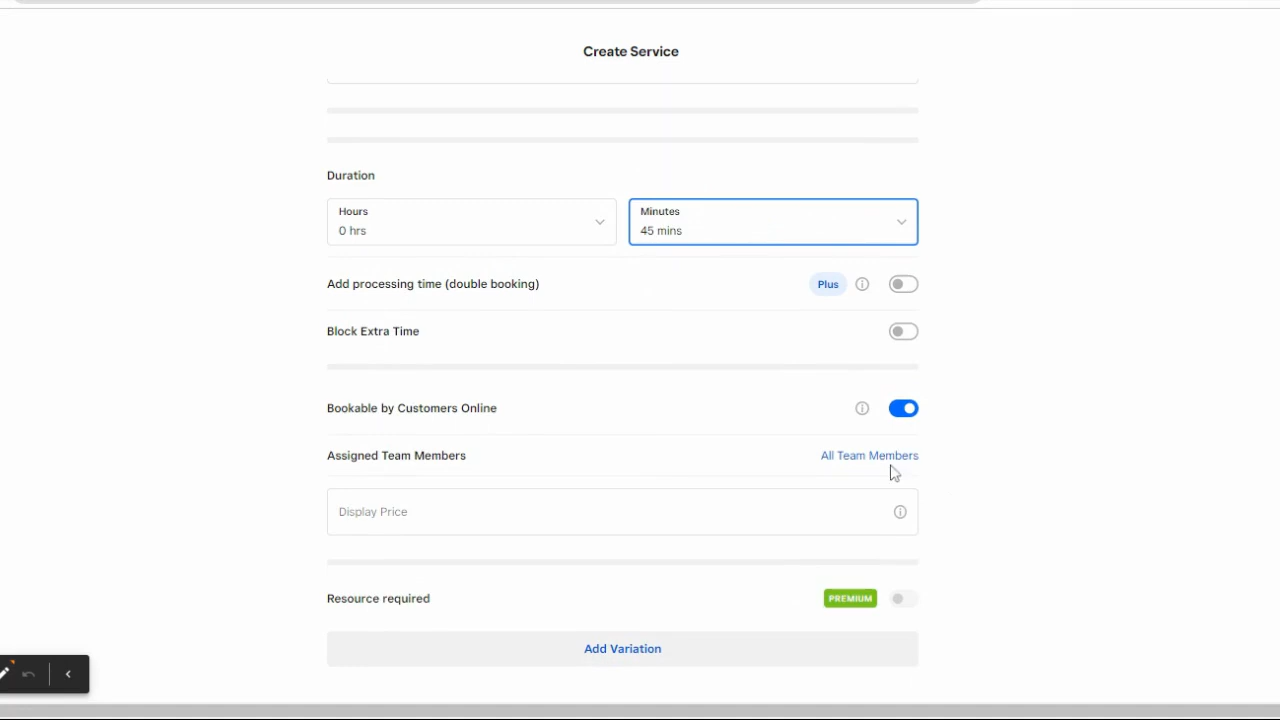 Create Service
Duration
Hours
0 hrs
Minutes
45 mins
Add processing time (double booking)
Plus
Block Extra Time
Bookable by Customers Online
Assigned Team Members
All Team Members
Display Price
Resource required
PREMIUM
Add Variation